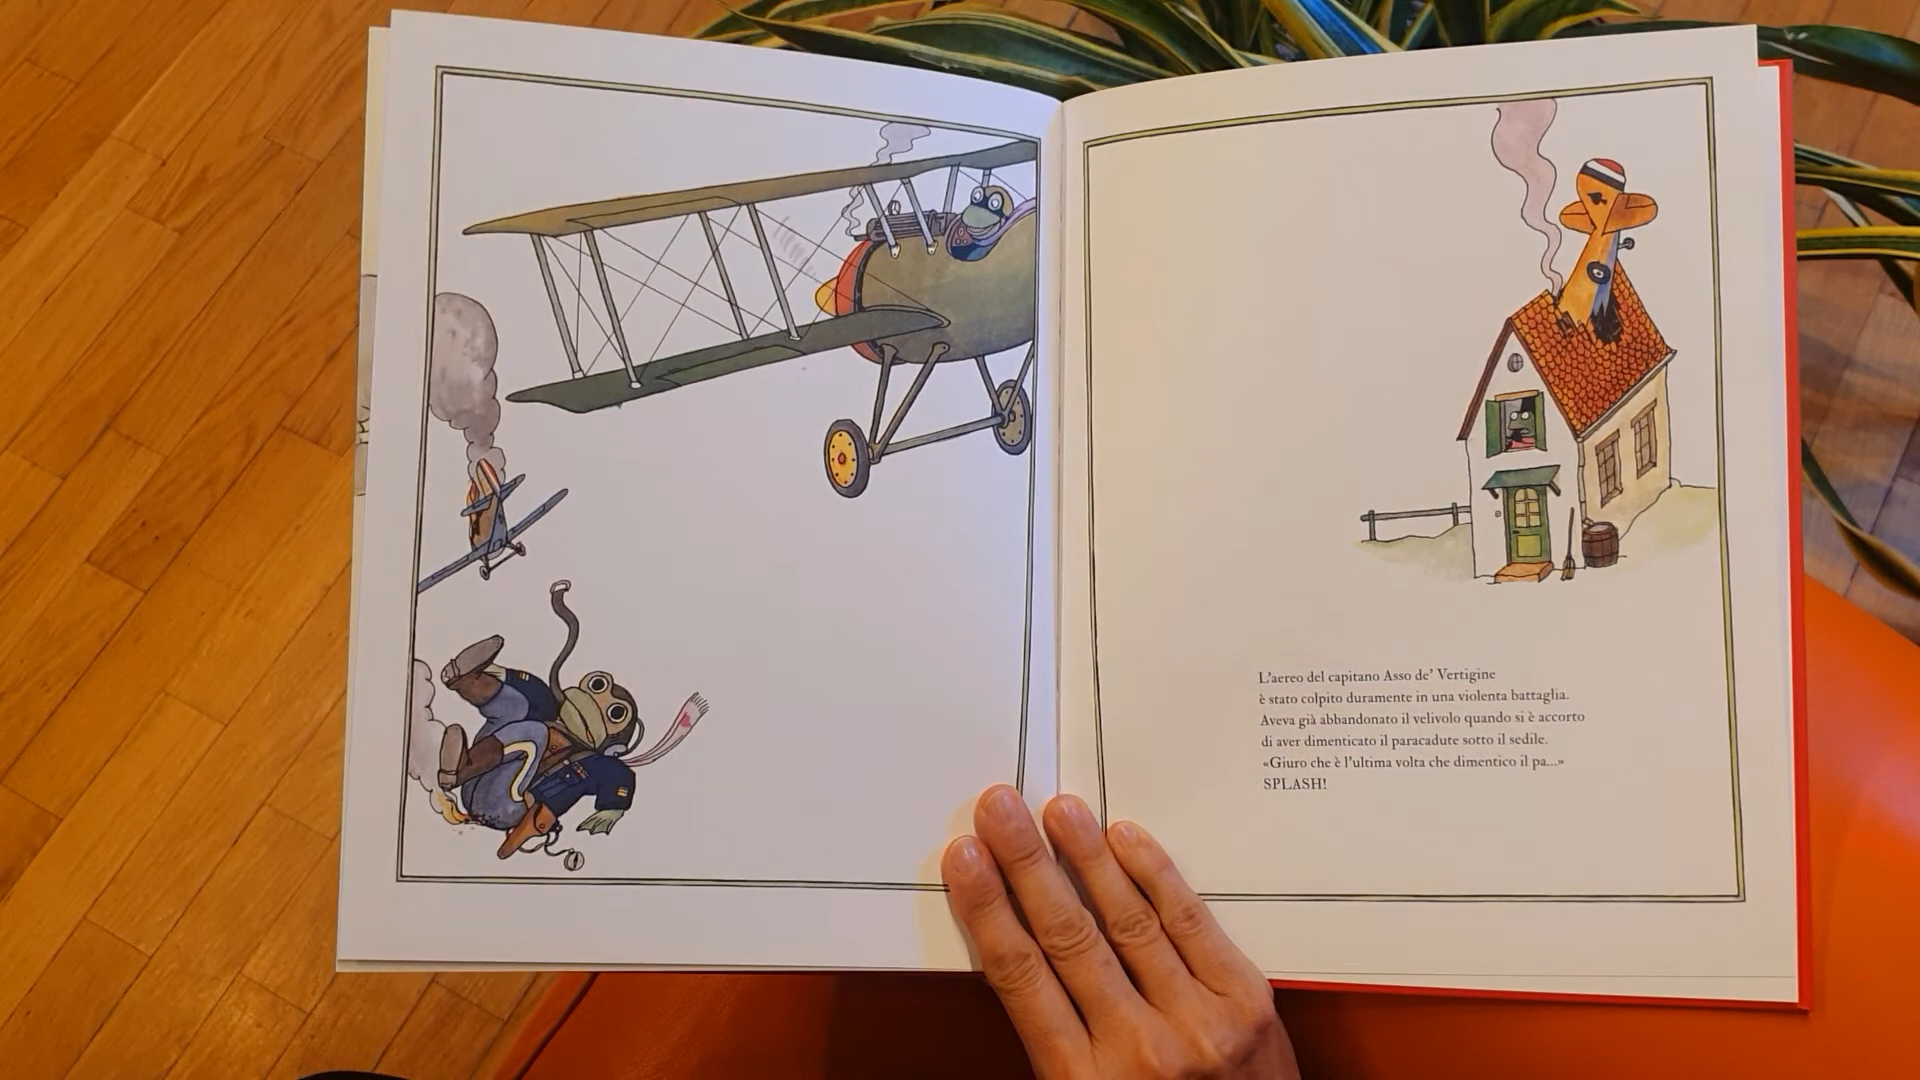 L'aereo del capitano Asso de' Vertigine
è stato colpito duramente in una violenta battaglia.
Aveva già abbandonato il velivolo quando si è accorto
di aver dimenticato il paracadute sotto il sedile.
«Giuro che è l'ultima volta che dimentico il pa...»
SPLASH!